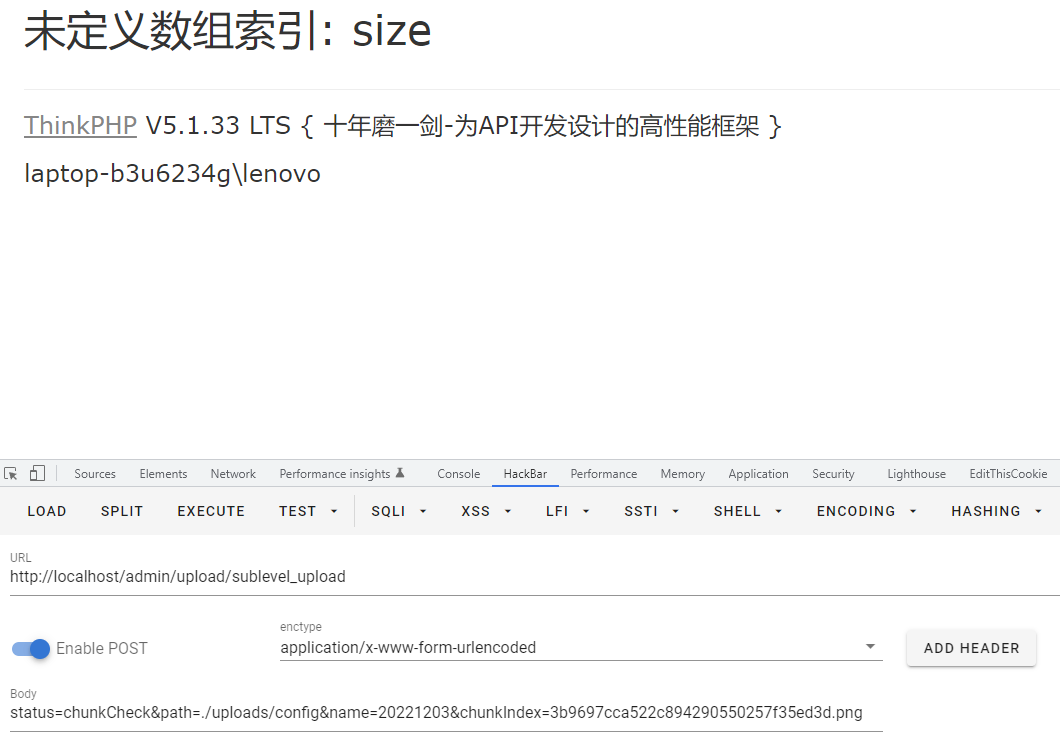 未定义数组索引: size
ThinkPHP V5.1.33 LTS { 十年磨一剑-为API开发设计的高性能框架 }
laptop-b3u6234g\lenovo
Sources Elements Network Performance insights Console HackBar Performance Memory Application Security Lighthouse EditThisCookie
LOAD SPLIT EXECUTE TEST SQLI XSS LFI SSTI SHELL ENCODING HASHING
URL
http://localhost/admin/upload/sublevel_upload
enctype
Enable POST application/x-www-form-urlencoded ADD HEADER
Body
status=chunkCheck&path=./uploads/config&name=20221203&chunkIndex=3b9697cca522c894290550257f35ed3d.png